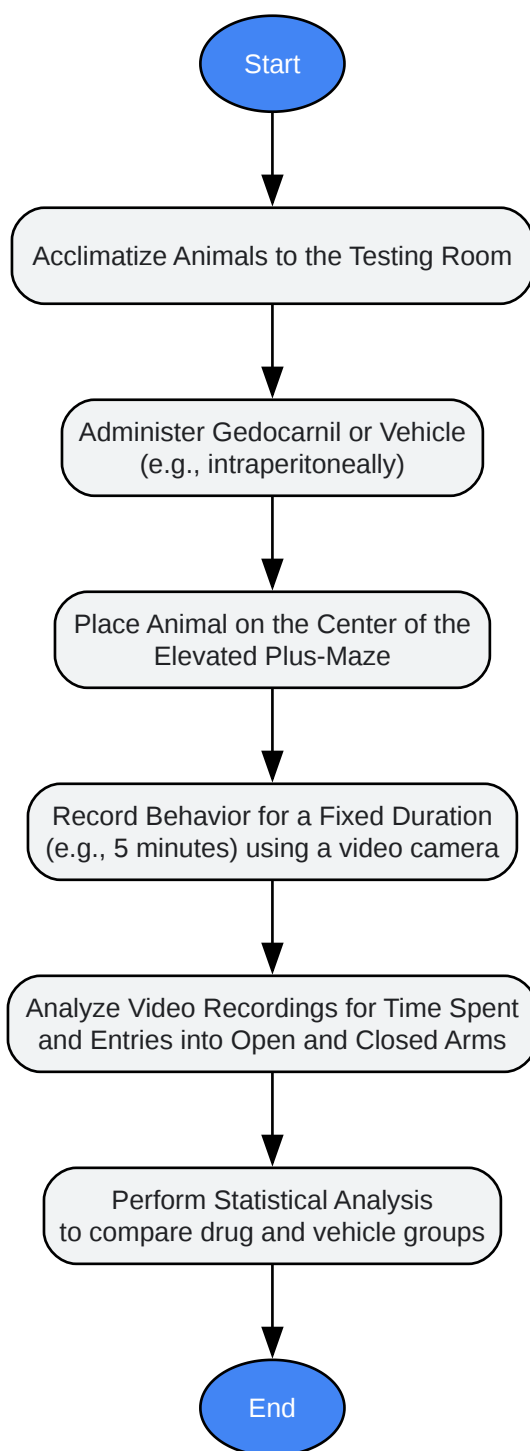 Start
Acclimatize Animals to the Testing Room
Administer Gedocarnil or Vehicle
(e.g., intraperitoneally)
Place Animal on the Center of the
Elevated Plus-Maze
Record Behavior for a Fixed Duration
(e.g., 5 minutes) using a video camera
Analyze Video Recordings for Time Spent
and Entries into Open and Closed Arms
Perform Statistical Analysis
to compare drug and vehicle groups
End